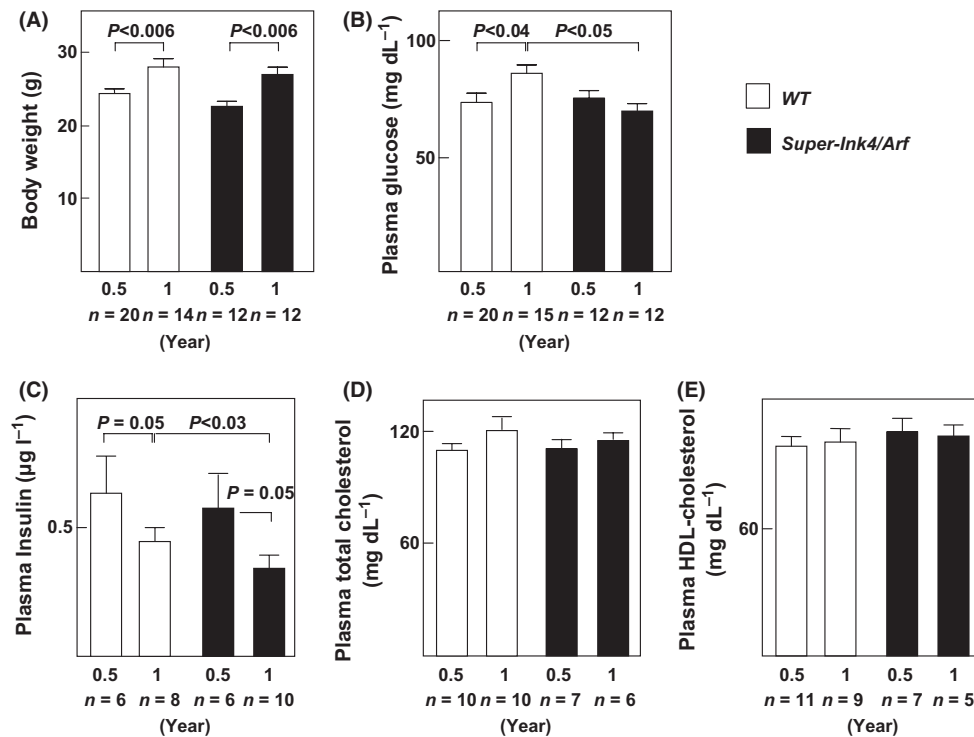 (A)
P<0.006
P<0.006
30
20
10
Body weight (g)
0.5 1 0.5 1
n = 20 n = 14 n = 12 n = 12
(Year)
(B)
P<0.04
P<0.05
100
50
Plasma glucose (mg dL–1)
0.5 1 0.5 1
n = 20 n = 15 n = 12 n = 12
(Year)
WT
Super-Ink4/Arf
(C)
P = 0.05
P<0.03
P = 0.05
0.5
Plasma Insulin (µg l–1)
0.5 1 0.5 1
n = 6 n = 8 n = 6 n = 10
(Year)
(D)
120
60
Plasma total cholesterol
(mg dL–1)
0.5 1 0.5 1
n = 10 n = 10 n = 7 n = 6
(Year)
(E)
60
Plasma HDL-cholesterol
(mg dL–1)
0.5 1 0.5 1
n = 11 n = 9 n = 7 n = 5
(Year)